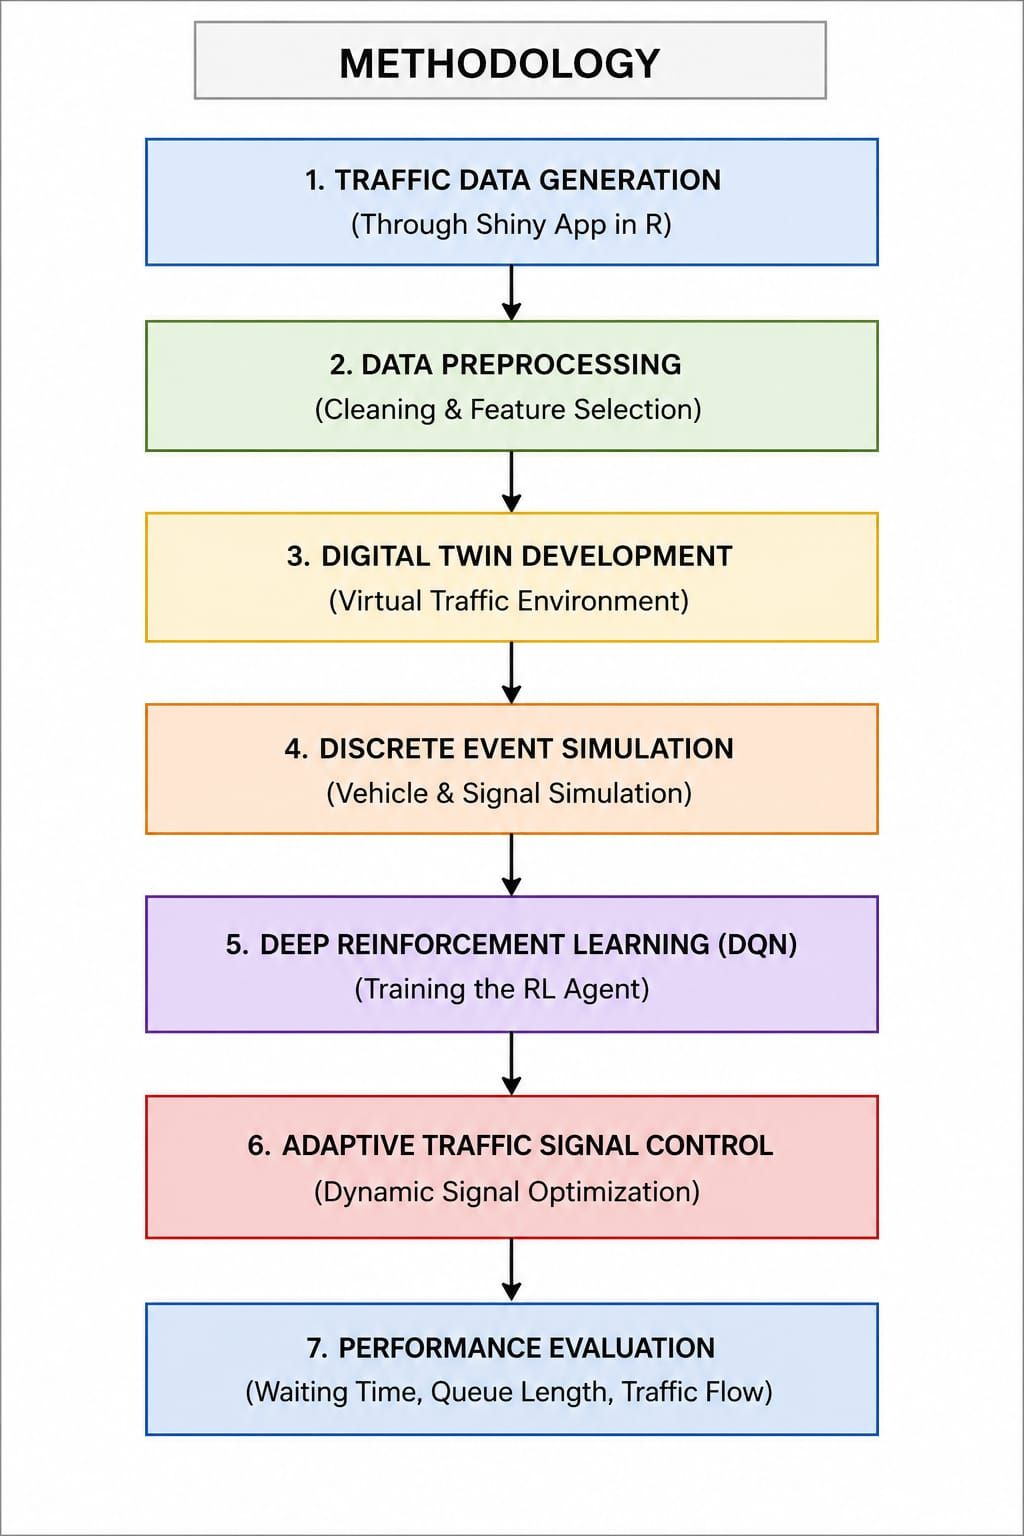 METHODOLOGY
1. TRAFFIC DATA GENERATION
(Through Shiny App in R)
2. DATA PREPROCESSING
(Cleaning & Feature Selection)
3. DIGITAL TWIN DEVELOPMENT
(Virtual Traffic Environment)
4. DISCRETE EVENT SIMULATION
(Vehicle & Signal Simulation)
5. DEEP REINFORCEMENT LEARNING (DQN)
(Training the RL Agent)
6. ADAPTIVE TRAFFIC SIGNAL CONTROL
(Dynamic Signal Optimization)
7. PERFORMANCE EVALUATION
(Waiting Time, Queue Length, Traffic Flow)